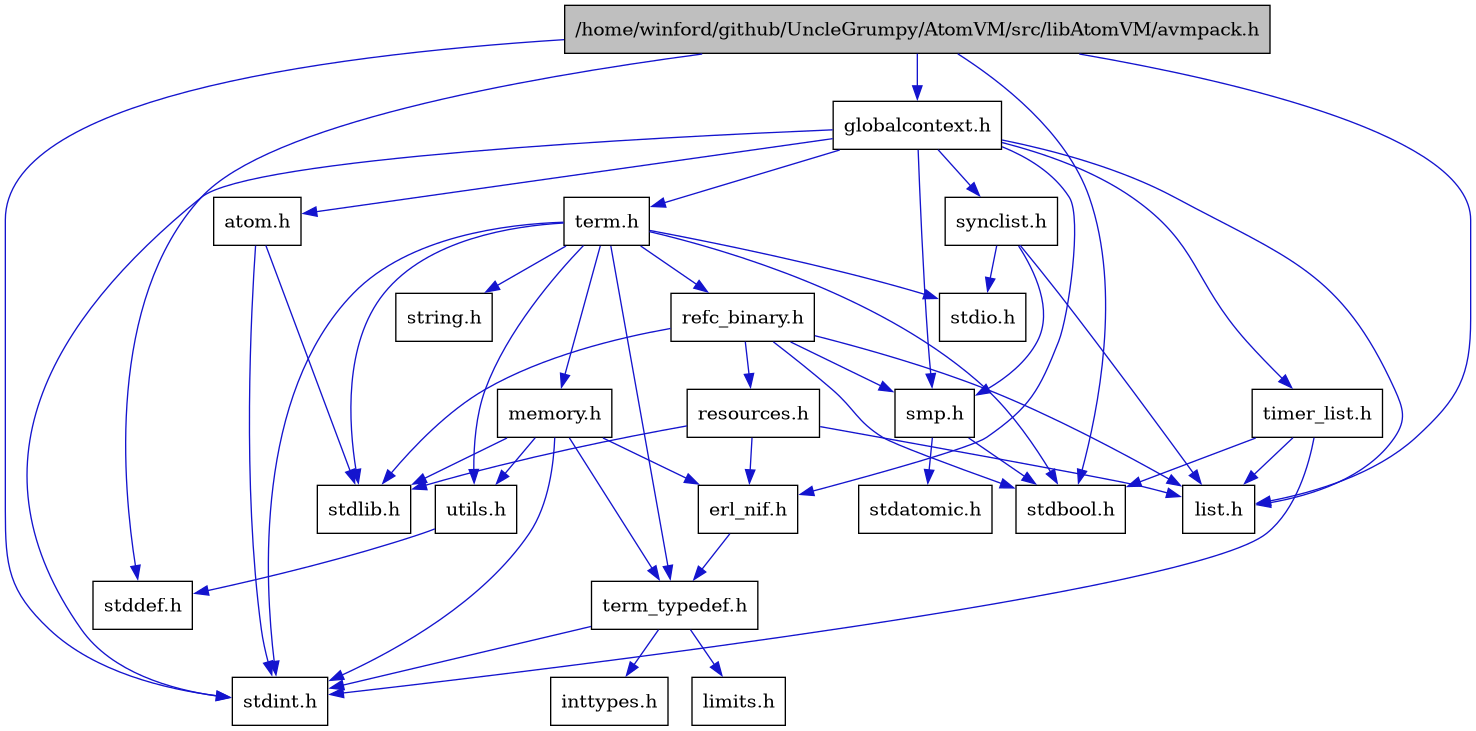 /home/winford/github/UncleGrumpy/AtomVM/src/libAtomVM/avmpack.h
globalcontext.h
atom.h
term.h
synclist.h
string.h
refc_binary.h
stdio.h
memory.h
resources.h
smp.h
timer_list.h
stdlib.h
utils.h
erl_nif.h
stdatomic.h
stdbool.h
list.h
stddef.h
term_typedef.h
stdint.h
inttypes.h
limits.h